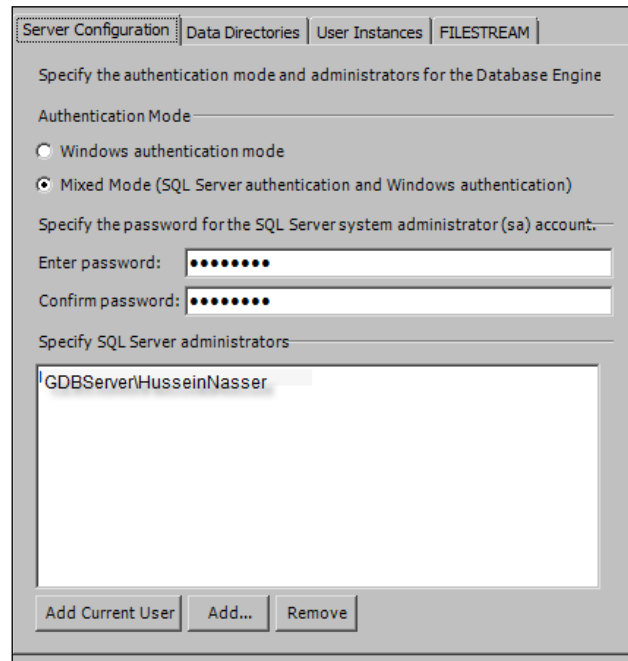 Server Configuration Data Directories User Instances FILESTREAM
Specify the authentication mode and administrators for the Database Engine
Authentication Mode
Windows authentication mode
Mixed Mode (SQL Server authentication and Windows authentication)
Specify the password for the SQL Server system administrator (sa) account.
Enter password: ●●●●●●●●
Confirm password: ●●●●●●●●
Specify SQL Server administrators
GDBServer\HusseinNasser
Add Current User Add... Remove